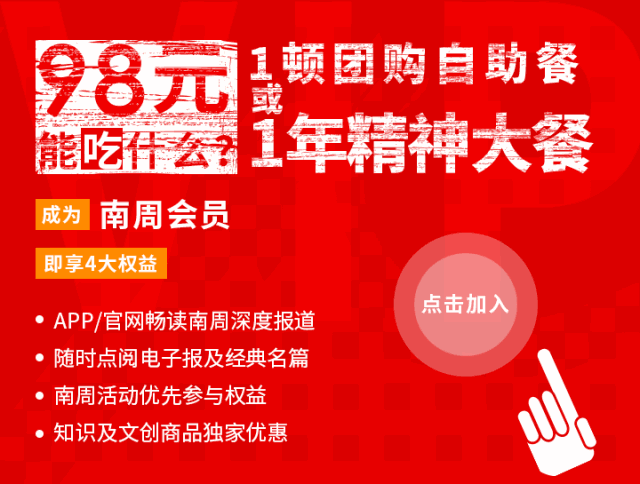 98元
能吃什么?
1顿团购自助餐
或
1年精神大餐
成为 南周会员
即享4大权益
• APP/官网畅读南周深度报道
• 随时点阅电子报及经典名篇
• 南周活动优先参与权益
• 知识及文创商品独家优惠
点击加入
VIP